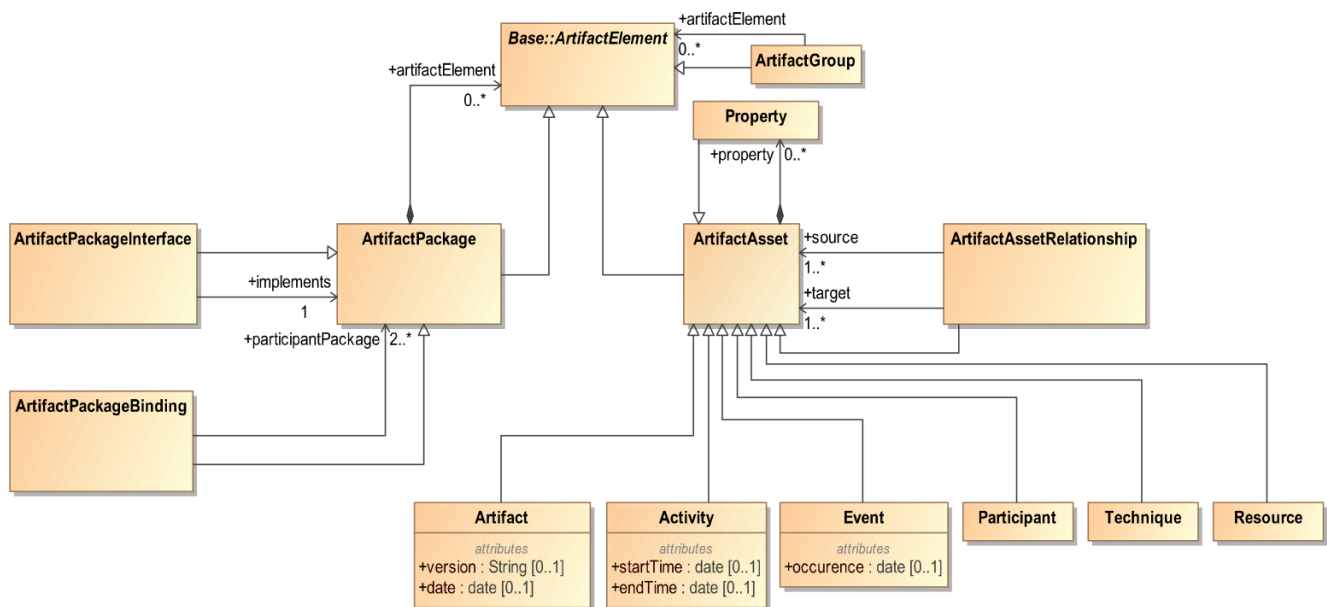 +artifactElement
Base::ArtifactElement
0..*
ArtifactGroup
+artifactElement
0..*
Property
+property 0..*
ArtifactPackageInterface
ArtifactPackage
ArtifactAsset
ArtifactAssetRelationship
+source
1..*
+implements
1
+target
1..*
+participantPackage 2..*
ArtifactPackageBinding
Artifact
attributes
+version : String [0..1]
+date : date [0..1]
Activity
attributes
+startTime : date [0..1]
+endTime : date [0..1]
Event
attributes
+occurence : date [0..1]
Participant
Technique
Resource